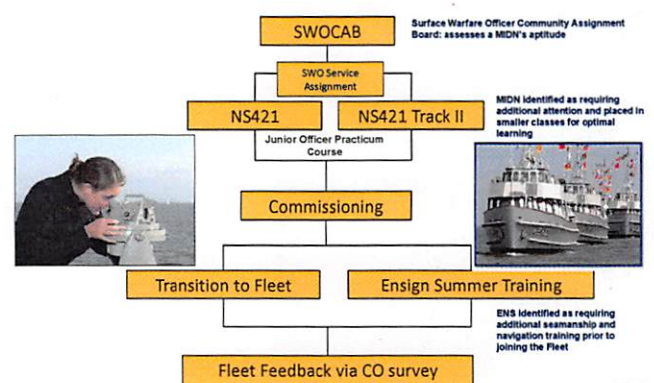 SWOCAB
Surface Warfare Officer Community Assignment
Board: assesses a MIDN's aptitude
SWO Service
Assignment
NS421
NS421 Track II
MIDN identified as requiring
additional attention and placed in
smaller classes for optimal
learning
Junior Officer Practicum
Course
Commissioning
Transition to Fleet
Ensign Summer Training
ENS identified as requiring
additional seamanship and
navigation training prior to
joining the Fleet
Fleet Feedback via CO survey